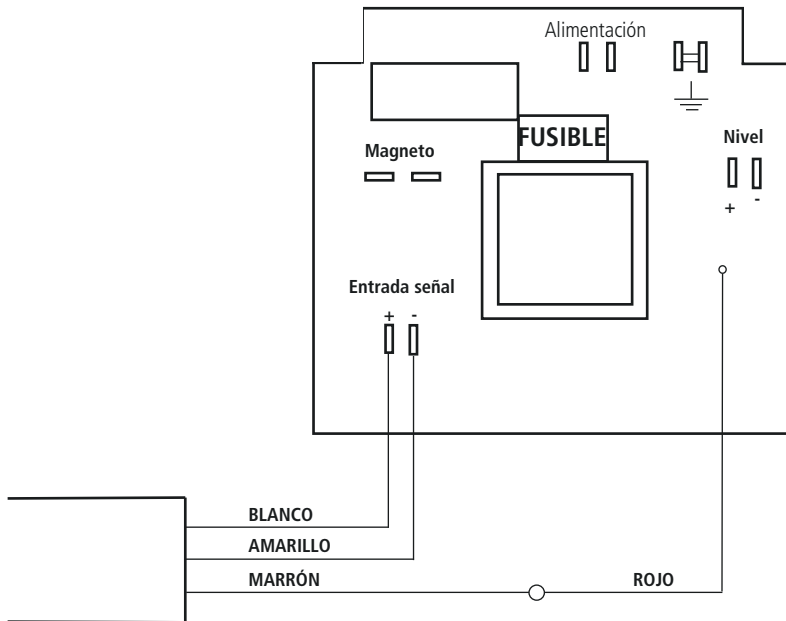 Alimentación
FUSIBLE
Nivel
Magneto
+ -
Entrada señal
+ -
BLANCO
AMARILLO
MARRÓN ROJO